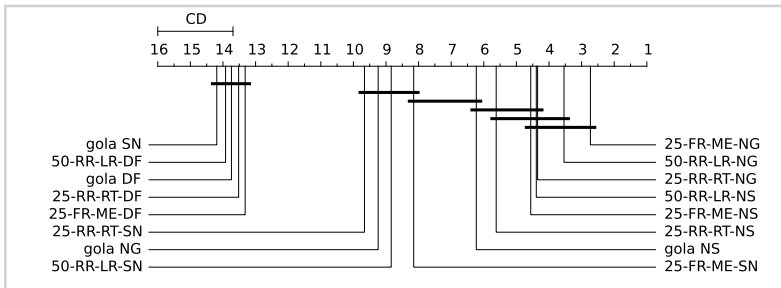 CD
16 15 14 13 12 11 10 9 8 7 6 5 4 3 2 1
gola SN 25-FR-ME-NG
50-RR-LR-DF 50-RR-LR-NG
gola DF 25-RR-RT-NG
25-RR-RT-DF 50-RR-LR-NS
25-FR-ME-DF 25-FR-ME-NS
25-RR-RT-SN 25-RR-RT-NS
gola NG gola NS
50-RR-LR-SN 25-FR-ME-SN